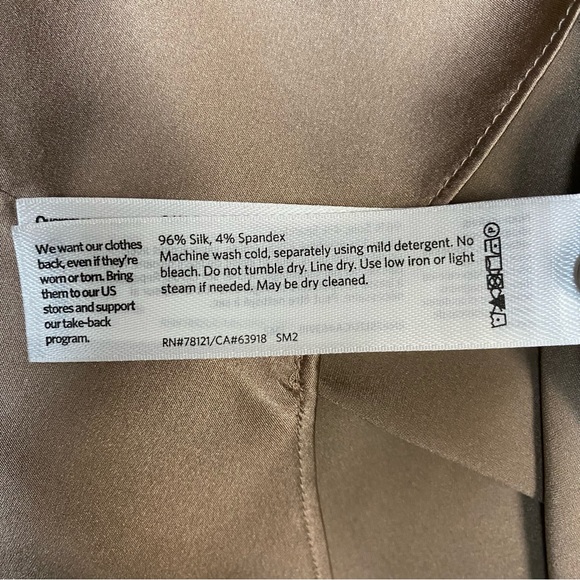 We want our clothes
back, even if they're
worn or torn. Bring
them to our US
stores and support
our take-back
program.
96% Silk, 4% Spandex
Machine wash cold, separately using mild detergent. No
bleach. Do not tumble dry. Line dry. Use low iron or light
steam if needed. May be dry cleaned.
RN#78121/CA#63918 SM2